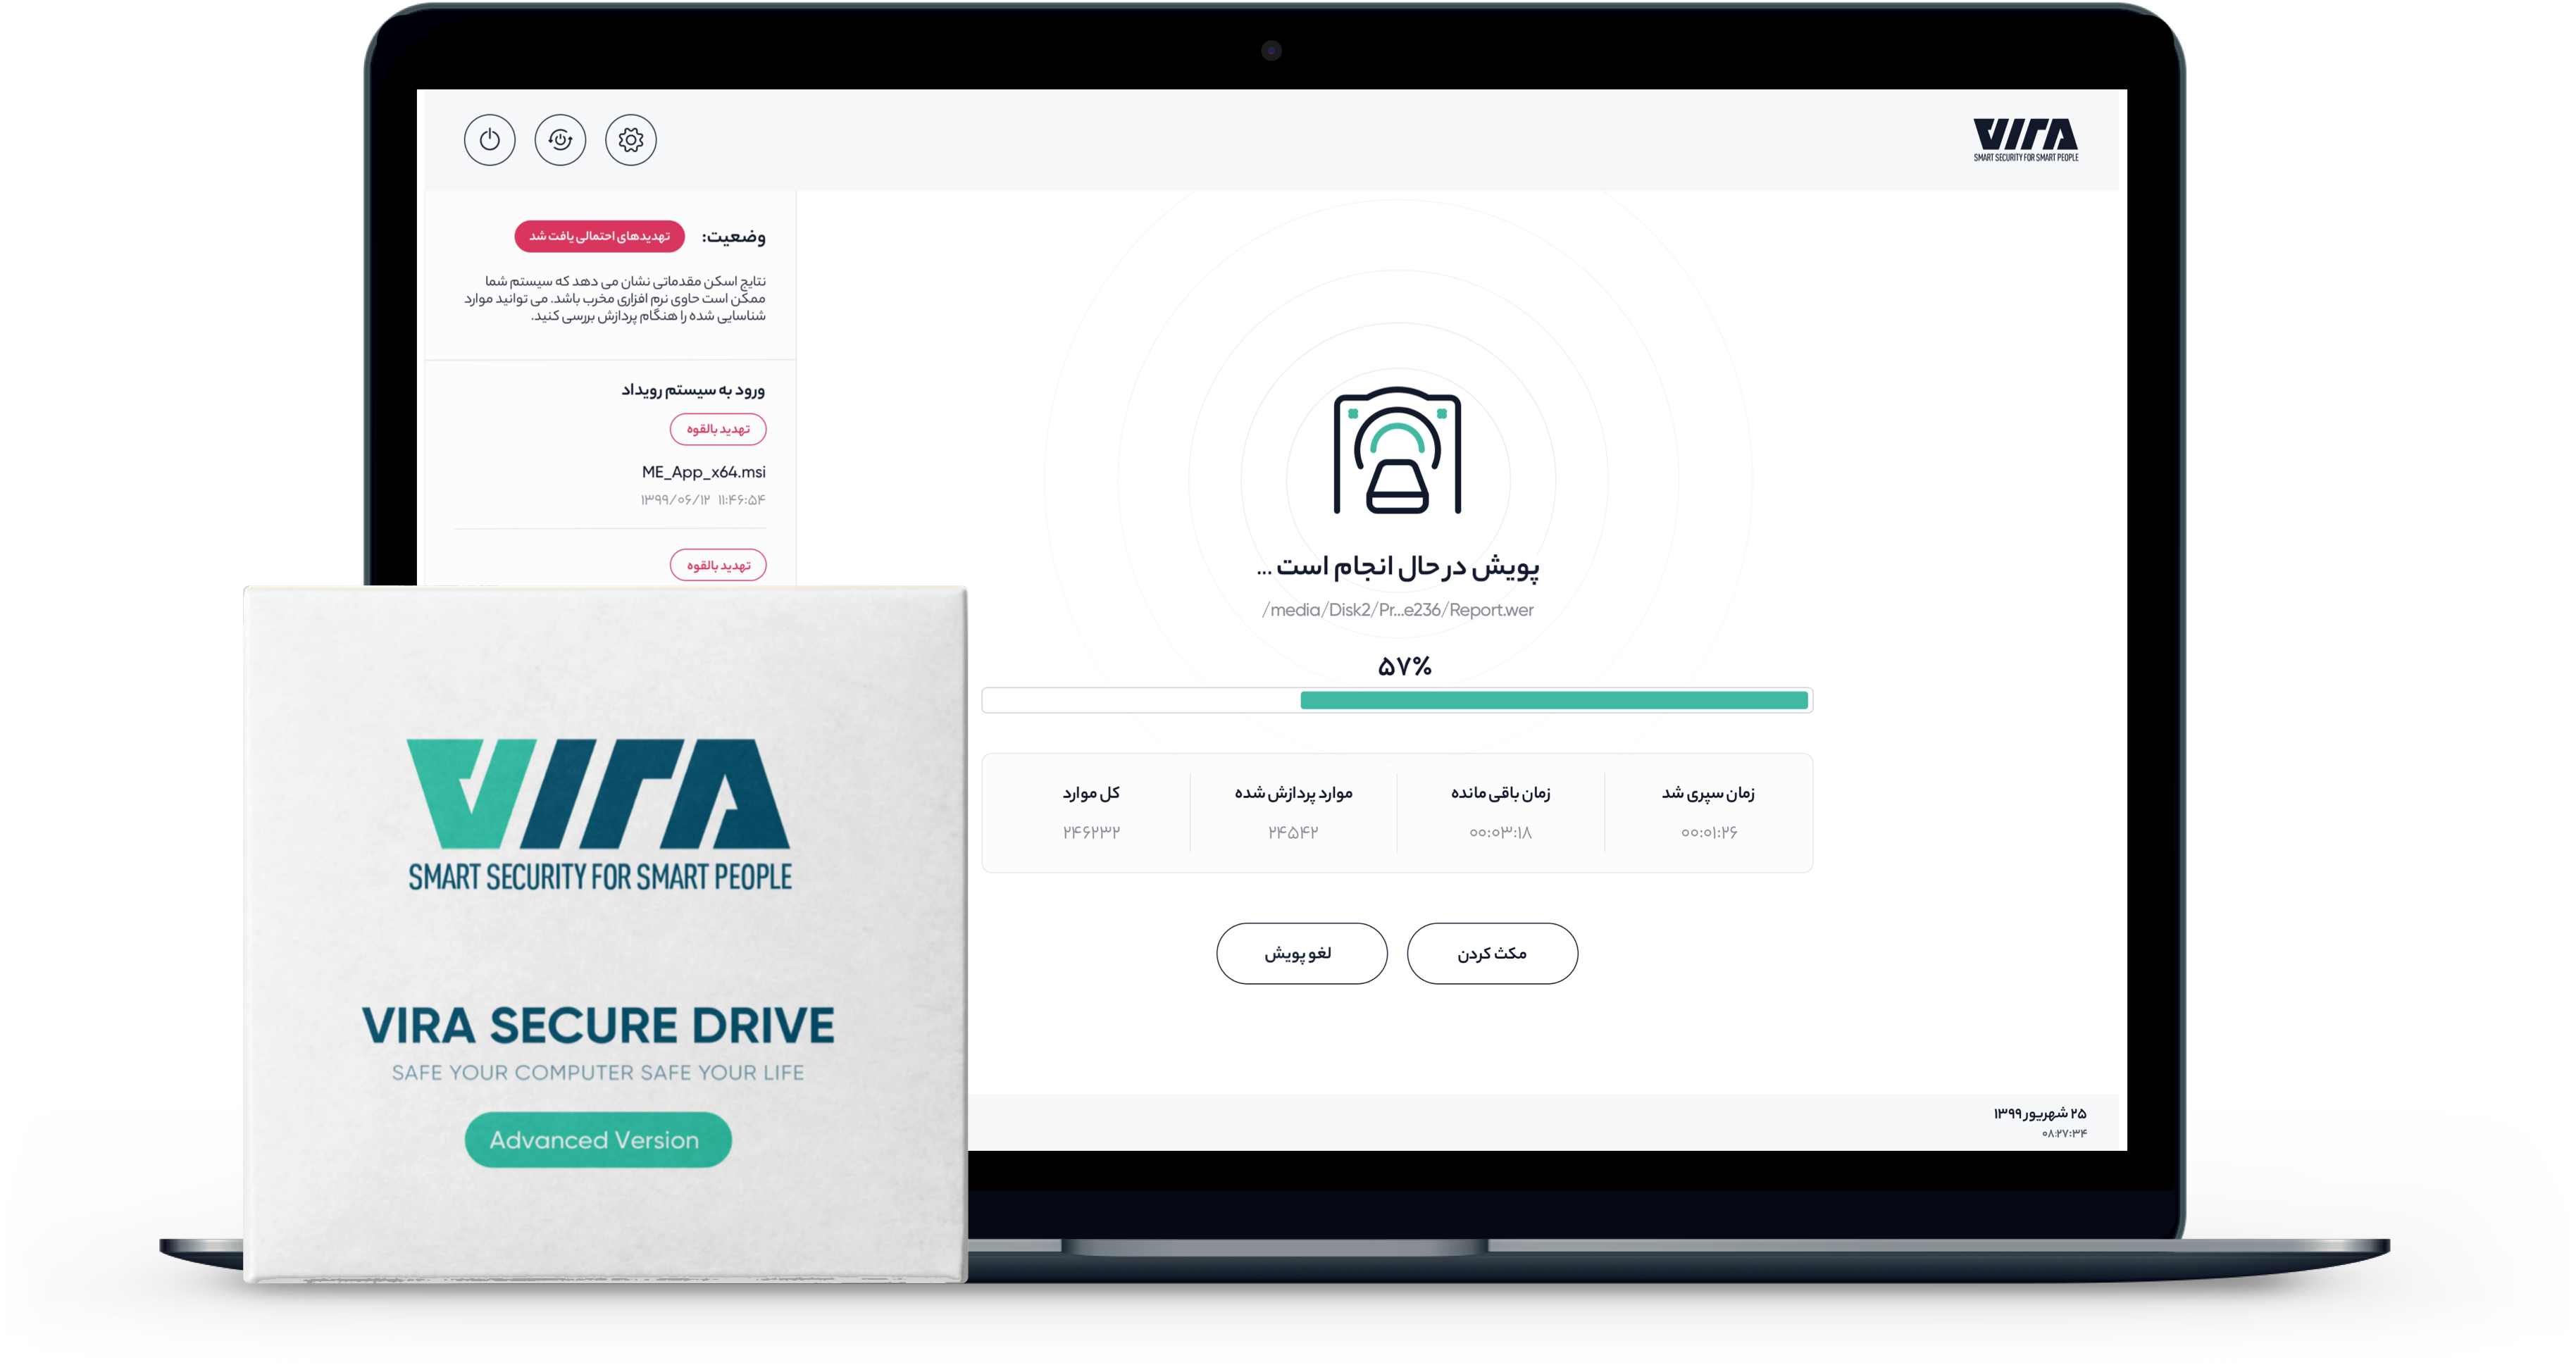 VIRA
SMART SECURITY FOR SMART PEOPLE
وضعیت:
تهدیدهای احتمالی یافت شد
نتایج اسکن مقدماتی نشان می دهد که سیستم شما
ممکن است حاوی نرم افزاری مخرب باشد. می توانید موارد
شناسایی شده را هنگام پردازش بررسی کنید.
ورود به سیستم رویداد
تهدید بالقوه
ME_App_x64.msi
۱۳۹۹/۰۶/۱۲ ۱۱:۴۶:۵۴
تهدید بالقوه
پویش در حال انجام است ...
/media/Disk2/Pr...e236/Report.wer
۵۷%
زمان سپری شد
۰۰:۰۱:۲۶
زمان باقی مانده
۰۰:۰۳:۱۸
موارد پردازش شده
۲۴۵۴۲
کل موارد
۲۴۶۲۳۲
مکث کردن
لغو پویش
۲۵ شهریور ۱۳۹۹
۰۸:۲۷:۳۴
VIRA
SMART SECURITY FOR SMART PEOPLE
VIRA SECURE DRIVE
SAFE YOUR COMPUTER SAFE YOUR LIFE
Advanced Version